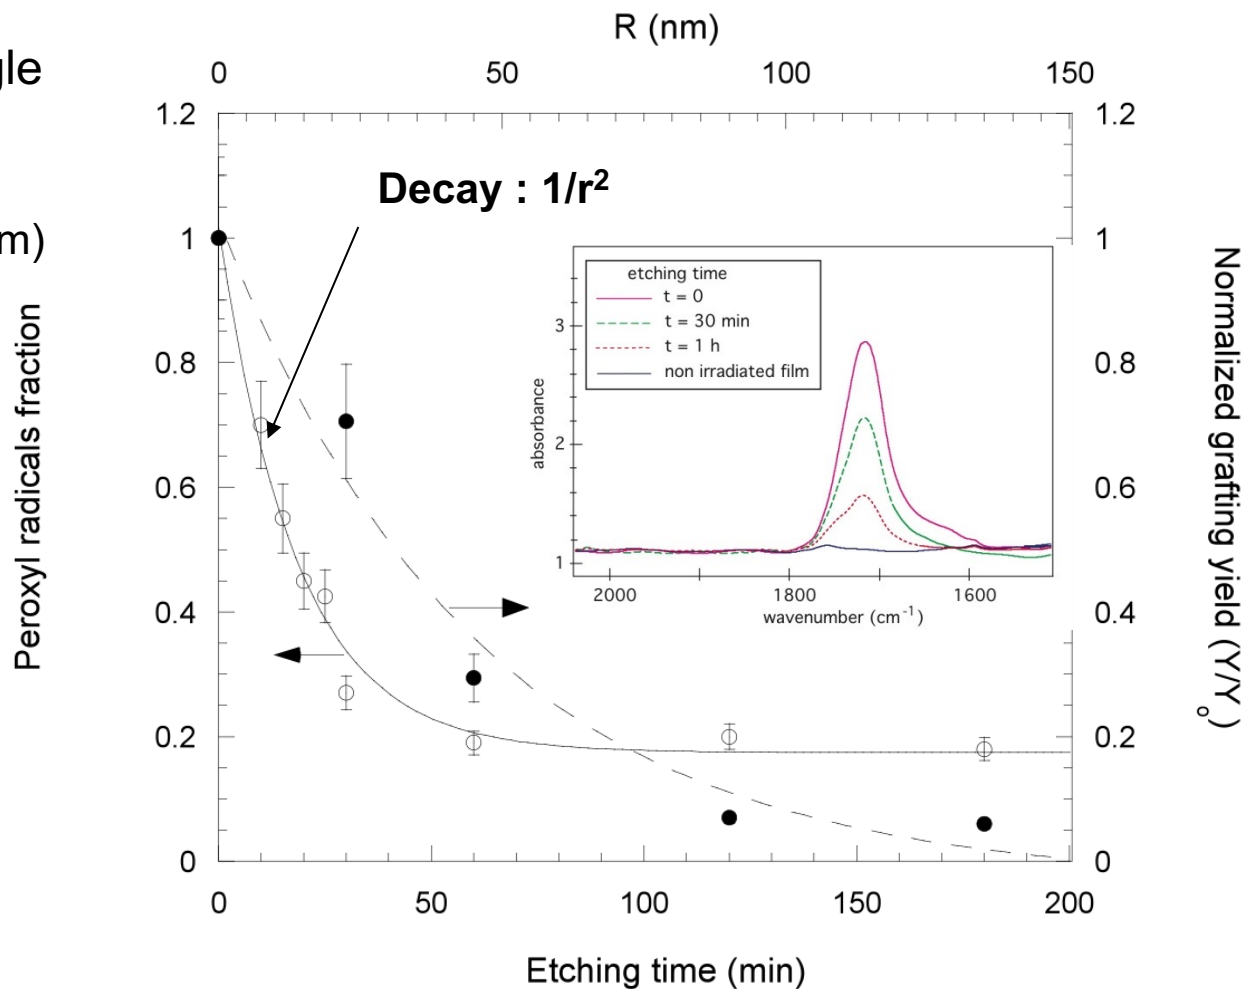 R (nm)
gle
0 50 100 150
1.2 1.2
Decay : 1/r²
m)
1 1
etching time
t = 0
t = 30 min
t = 1 h
non irradiated film
3
2
1
absorbance
2000 1800 1600
wavenumber (cm⁻¹)
0.8 0.8
0.6 0.6
0.4 0.4
0.2 0.2
0 0
Peroxyl radicals fraction
Normalized grafting yield (Y/Yₒ)
0 50 100 150 200
Etching time (min)